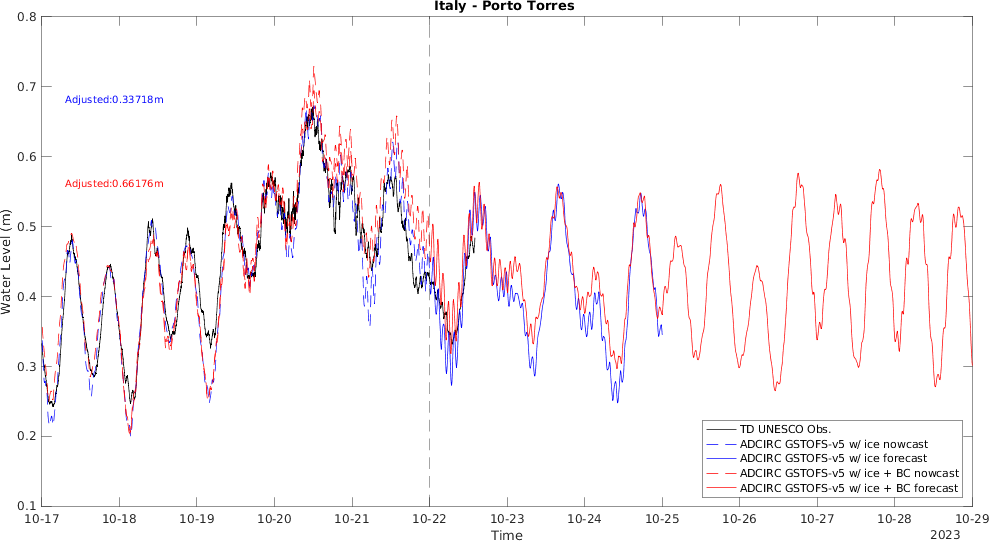 Italy - Porto Torres
Water Level (m)
0.8
0.7
0.6
0.5
0.4
0.3
0.2
0.1
Adjusted:0.33718m
Adjusted:0.66176m
TD UNESCO Obs.
ADCIRC GSTOFS-v5 w/ ice nowcast
ADCIRC GSTOFS-v5 w/ ice forecast
ADCIRC GSTOFS-v5 w/ ice + BC nowcast
ADCIRC GSTOFS-v5 w/ ice + BC forecast
10-17 10-18 10-19 10-20 10-21 10-22 10-23 10-24 10-25 10-26 10-27 10-28 10-29
Time
2023